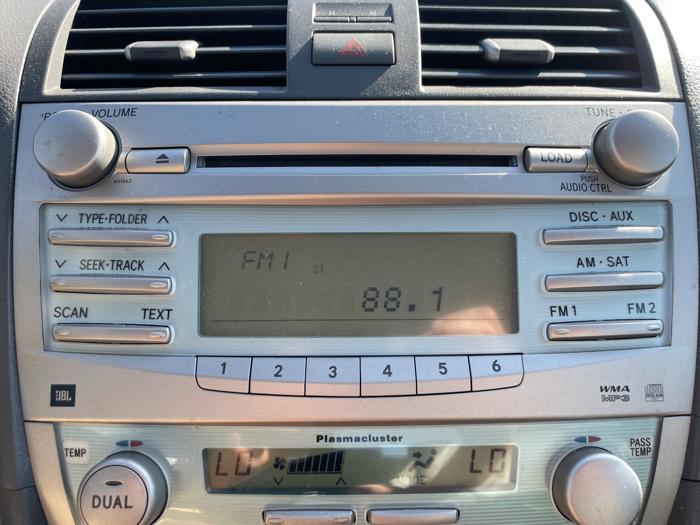 H M
VOLUME
TUNE
A51862
LOAD
PUSH
AUDIO CTRL
TYPE·FOLDER
DISC · AUX
FM1
ST
SEEK·TRACK
AM · SAT
88.1
SCAN TEXT
FM1 FM2
1 2 3 4 5 6
JBL
WMA
MP3
Plasmacluster
TEMP
PASS
TEMP
LO
LO
MODE
DUAL